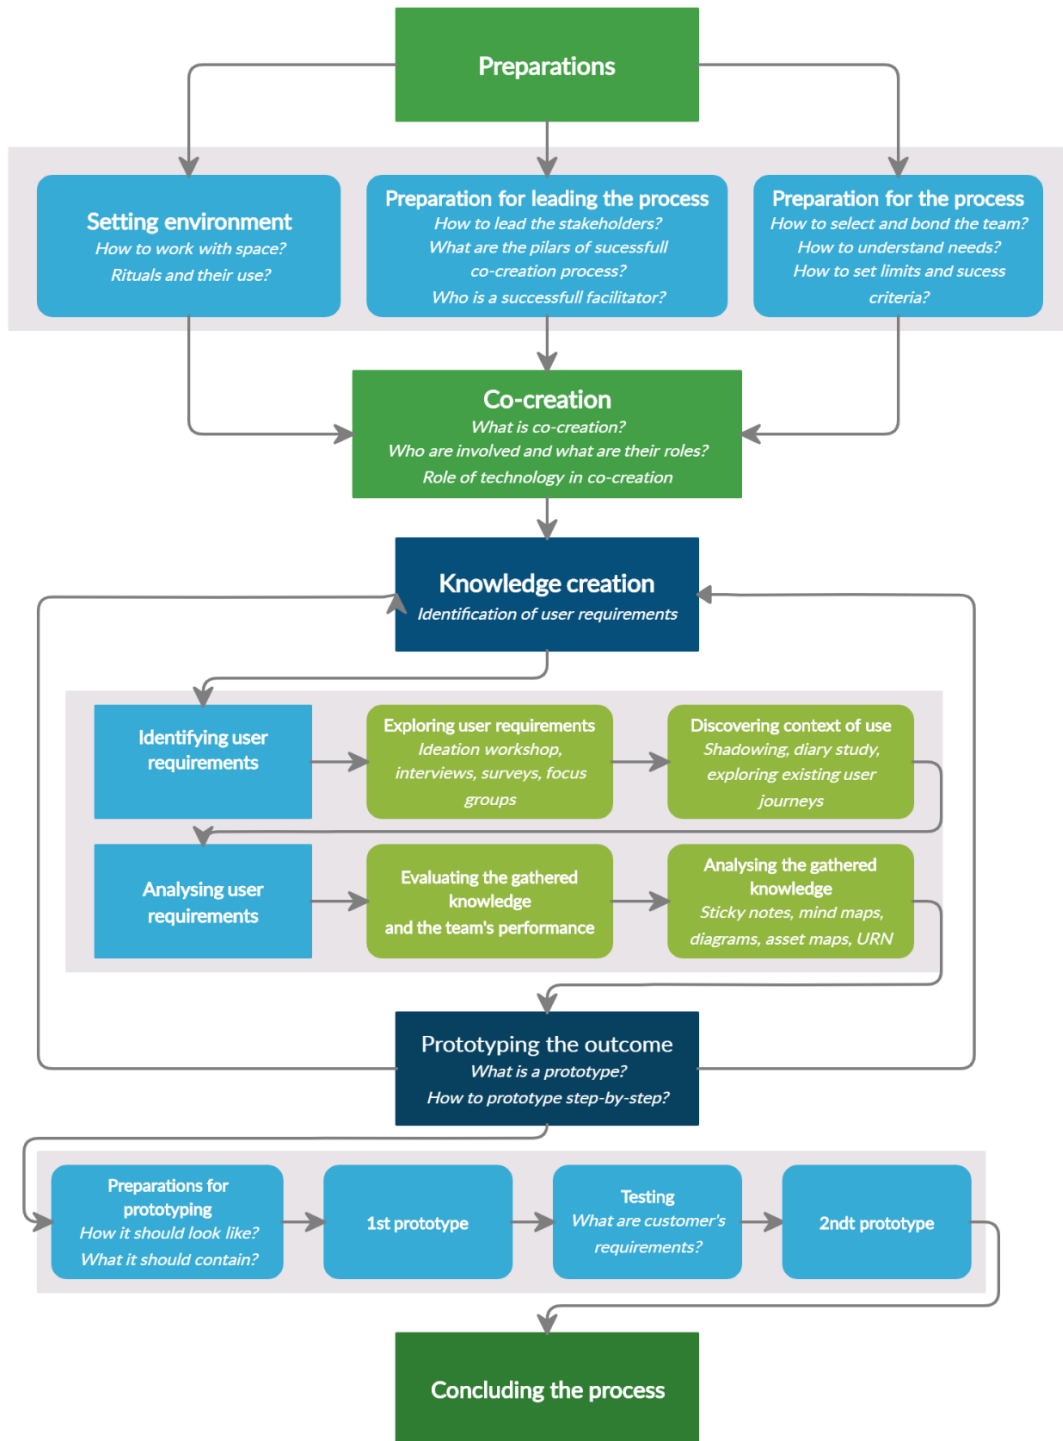 Preparations
Setting environment
How to work with space?
Rituals and their use?
Preparation for leading the process
How to lead the stakeholders?
What are the pilars of sucessfull
co-creation process?
Who is a successfull facilitator?
Preparation for the process
How to select and bond the team?
How to understand needs?
How to set limits and sucess
criteria?
Co-creation
What is co-creation?
Who are involved and what are their roles?
Role of technology in co-creation
Knowledge creation
Identification of user requirements
Identifying user
requirements
Exploring user requirements
Ideation workshop,
interviews, surveys, focus
groups
Discovering context of use
Shadowing, diary study,
exploring existing user
journeys
Analysing user
requirements
Evaluating the gathered
knowledge
and the team's performance
Analysing the gathered
knowledge
Sticky notes, mind maps,
diagrams, asset maps, URN
Prototyping the outcome
What is a prototype?
How to prototype step-by-step?
Preparations for
prototyping
How it should look like?
What it should contain?
1st prototype
Testing
What are customer's
requirements?
2ndt prototype
Concluding the process